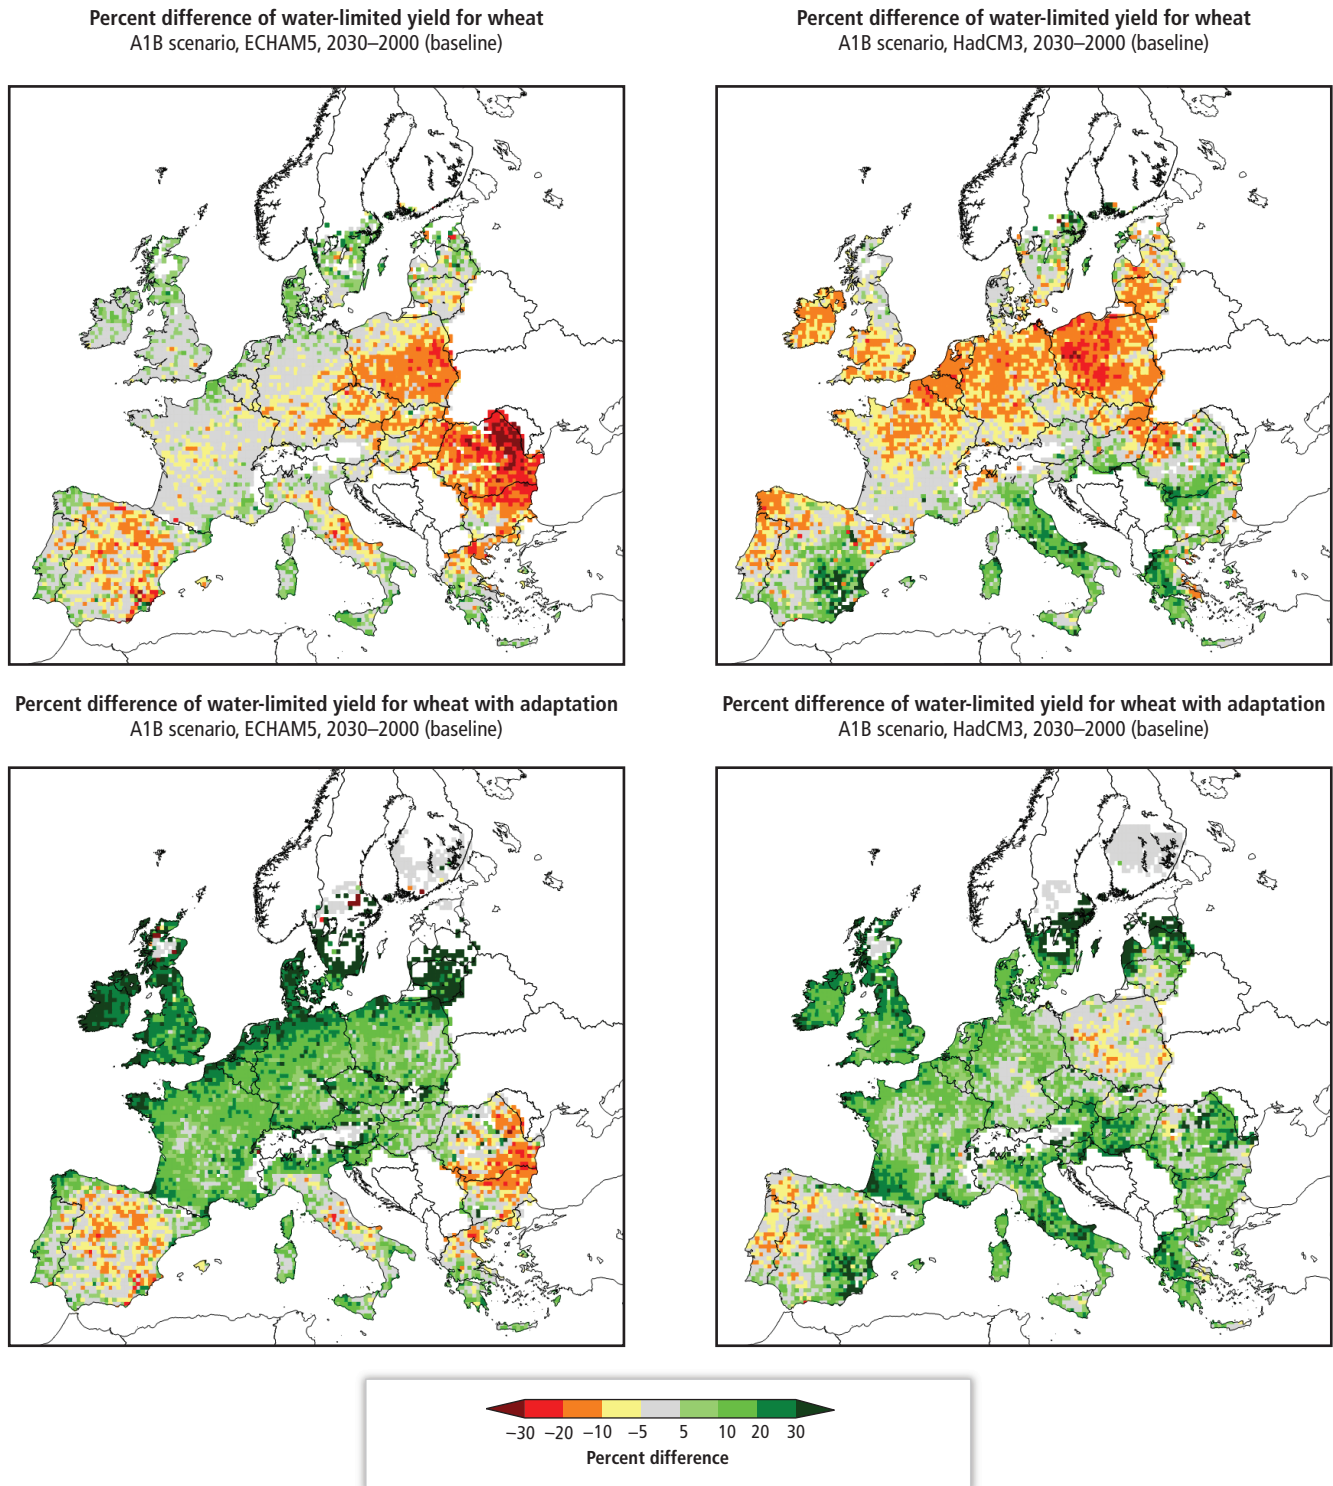 Percent difference of water-limited yield for wheat
A1B scenario, ECHAM5, 2030–2000 (baseline)
Percent difference of water-limited yield for wheat
A1B scenario, HadCM3, 2030–2000 (baseline)
Percent difference of water-limited yield for wheat with adaptation
A1B scenario, ECHAM5, 2030–2000 (baseline)
Percent difference of water-limited yield for wheat with adaptation
A1B scenario, HadCM3, 2030–2000 (baseline)
–30 –20 –10 –5 5 10 20 30
Percent difference